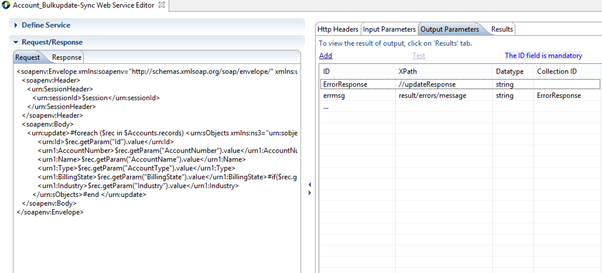 Account_Bulkupdate-Sync Web Service Editor
Define Service
Request/Response
Request Response
<soapenv:Envelope xmlns:soapenv="http://schemas.xmlsoap.org/soap/envelope/" xmlns:u
<soapenv:Header>
<urn:SessionHeader>
<urn:sessionId>$session</urn:sessionId>
</urn:SessionHeader>
</soapenv:Header>
<soapenv:Body>
<urn:update>#foreach ($rec in $Accounts.records) <urn:sObjects xmlns:ns3="urn:sobje
<urn:Id>$rec.getParam("Id").value</urn:Id>
<urn1:AccountNumber>$rec.getParam("AccountNumber").value</urn1:AccountNu
<urn1:Name>$rec.getParam("AccountName").value</urn1:Name>
<urn1:Type>$rec.getParam("AccountType").value</urn1:Type>
<urn1:BillingState>$rec.getParam("BillingState").value</urn1:BillingState>#if($rec.g
<urn1:Industry>$rec.getParam("Industry").value</urn1:Industry>
</urn:sObjects>#end </urn:update>
</soapenv:Body>
</soapenv:Envelope>
Http Headers Input Parameters Output Parameters Results
To view the result of output, click on 'Results' tab.
Add Test The ID field is mandatory
ID XPath Datatype Collection ID
ErrorResponse //updateResponse string
errmsg result/errors/message string ErrorResponse
...